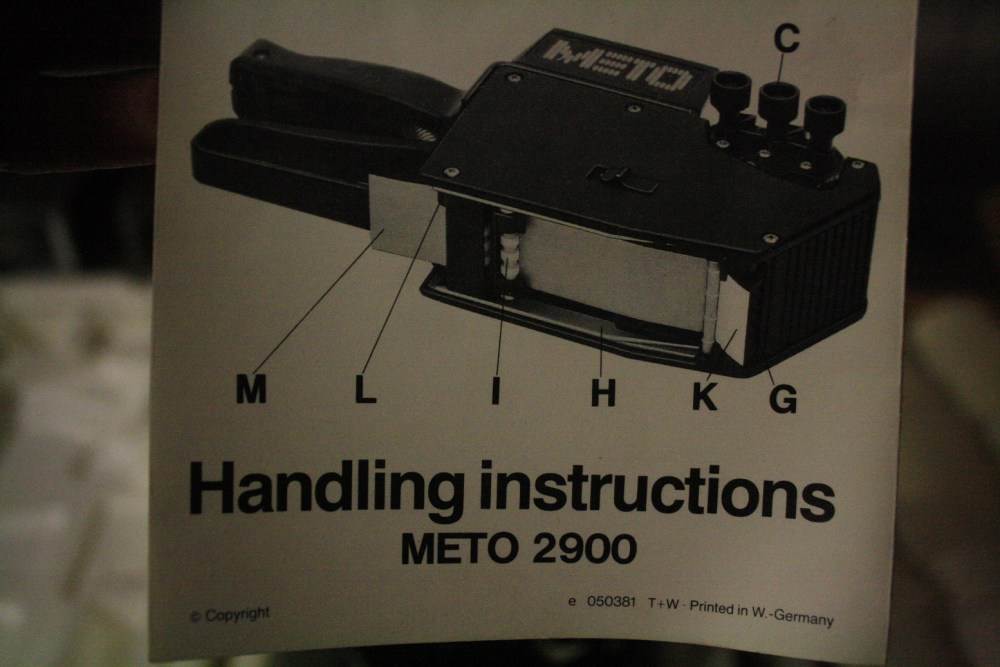 METO
C
M L I H K G
Handling instructions
METO 2900
© Copyright
e 050381 T+W · Printed in W.-Germany